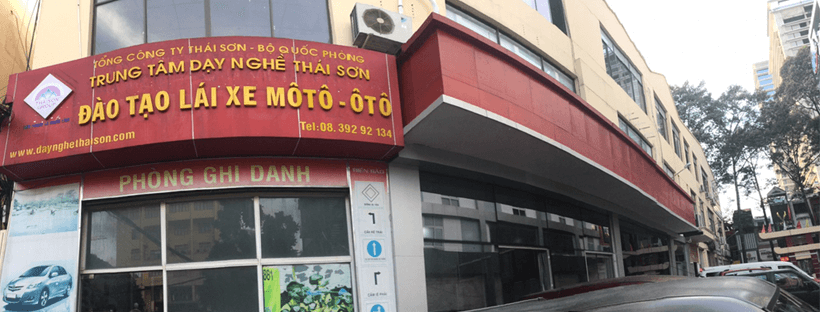 TỔNG CÔNG TY THÁI SƠN - BỘ QUỐC PHÒNG
TRUNG TÂM DẠY NGHỀ THÁI SƠN
ĐÀO TẠO LÁI XE MÔTÔ - ÔTÔ
Tel: 08. 392 92 134
www.daynghethaison.com
PHÒNG GHI DANH